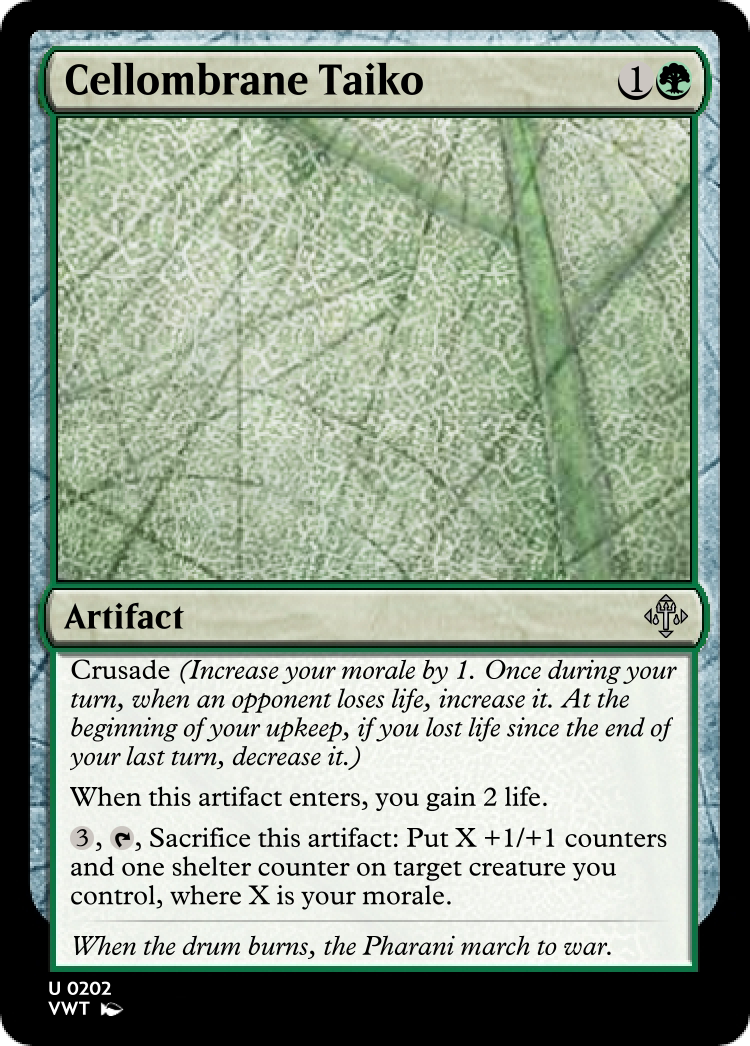 Cellombrane Taiko 1
Artifact
Crusade (Increase your morale by 1. Once during your
turn, when an opponent loses life, increase it. At the
beginning of your upkeep, if you lost life since the end of
your last turn, decrease it.)
When this artifact enters, you gain 2 life.
3, , Sacrifice this artifact: Put X +1/+1 counters
and one shelter counter on target creature you
control, where X is your morale.
When the drum burns, the Pharani march to war.
U 0202
VWT